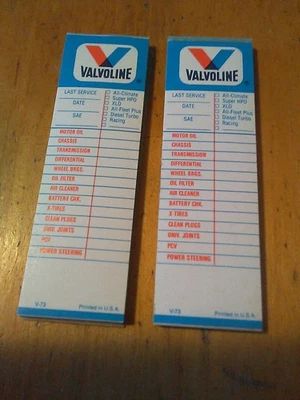 VALVOLINE
LAST SERVICE
DATE
SAE
All-Climate
Super HPO
XLD
All-Fleet Plus
Diesel Turbo
Racing
MOTOR OIL
CHASSIS
TRANSMISSION
DIFFERENTIAL
WHEEL BRGS.
OIL FILTER
AIR CLEANER
BATTERY CHK.
X-TIRES
CLEAN PLUGS
UNIV. JOINTS
PCV
POWER STEERING
V-73 Printed in U.S.A.
VALVOLINE
LAST SERVICE
DATE
SAE
All-Climate
Super HPO
XLD
All-Fleet Plus
Diesel Turbo
Racing
MOTOR OIL
CHASSIS
TRANSMISSION
DIFFERENTIAL
WHEEL BRGS.
OIL FILTER
AIR CLEANER
BATTERY CHK.
X-TIRES
CLEAN PLUGS
UNIV. JOINTS
PCV
POWER STEERING
V-73 Printed in U.S.A.